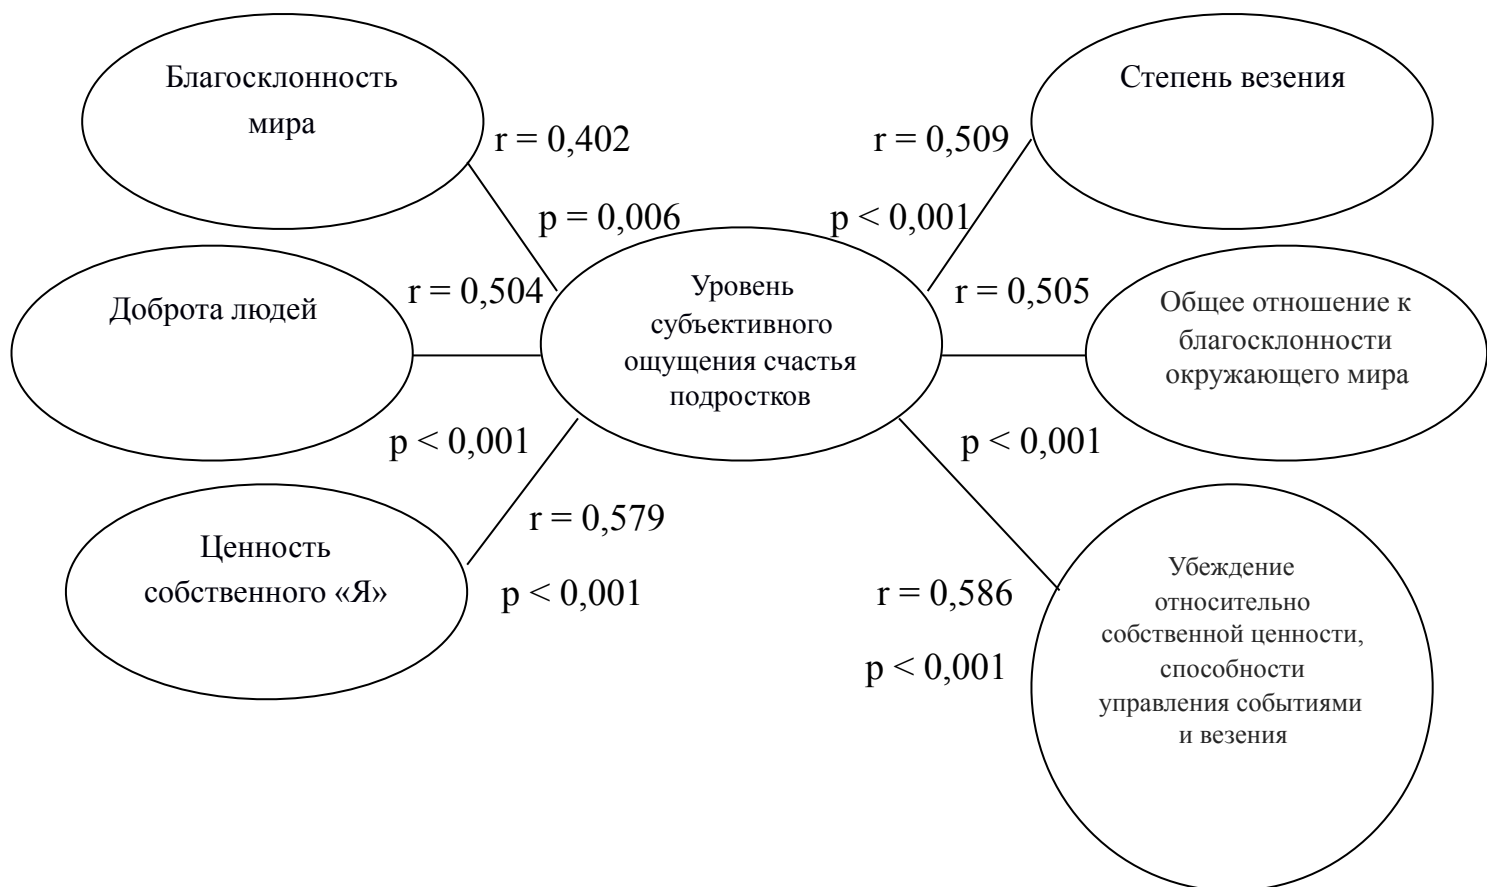 Благосклонность
мира
r = 0,402
p = 0,006
Степень везения
r = 0,509
p < 0,001
Доброта людей
r = 0,504
p < 0,001
Уровень
субъективного
ощущения счастья
подростков
r = 0,505
p < 0,001
Общее отношение к
благосклонности
окружающего мира
Ценность
собственного «Я»
r = 0,579
p < 0,001
r = 0,586
p < 0,001
Убеждение
относительно
собственной ценности,
способности
управления событиями
и везения